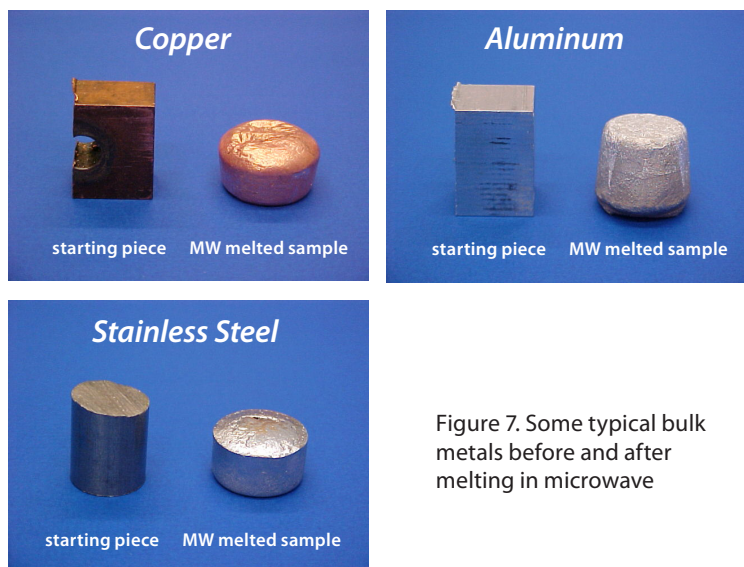 Copper
starting piece MW melted sample
Aluminum
starting piece MW melted sample
Stainless Steel
starting piece MW melted sample
Figure 7. Some typical bulk
metals before and after
melting in microwave